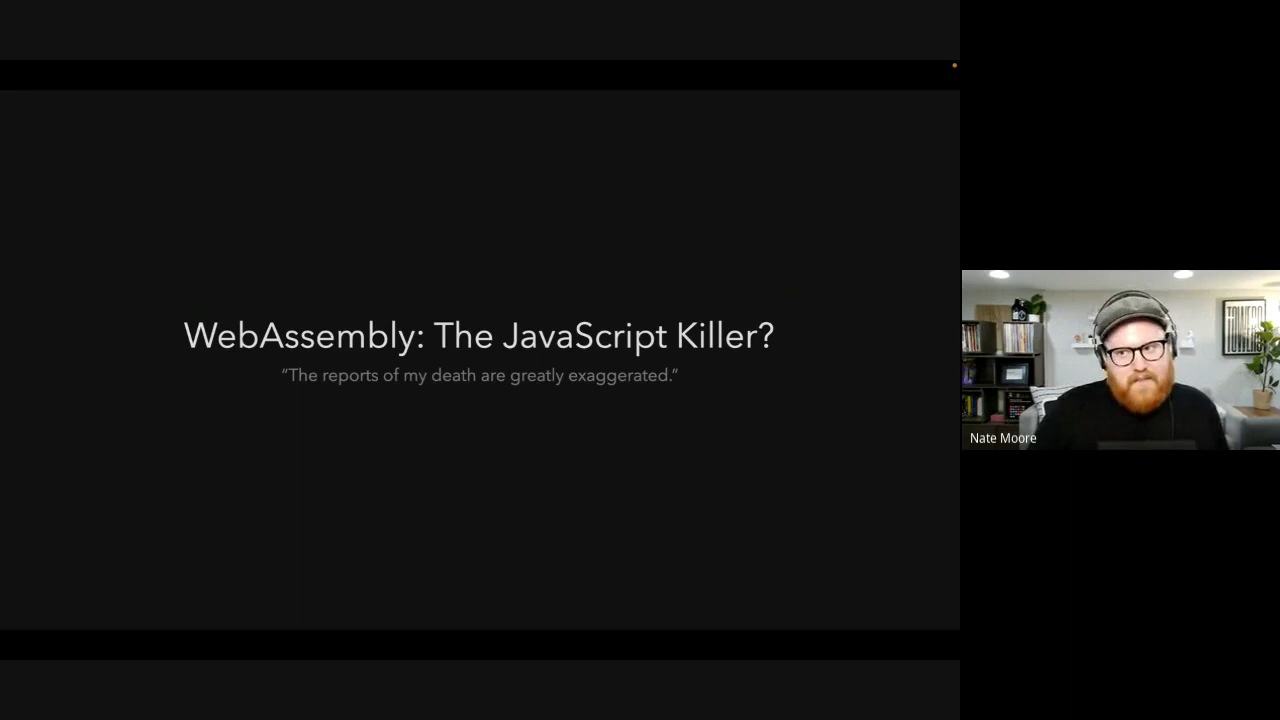 WebAssembly: The JavaScript Killer?
“The reports of my death are greatly exaggerated.”
Nate Moore